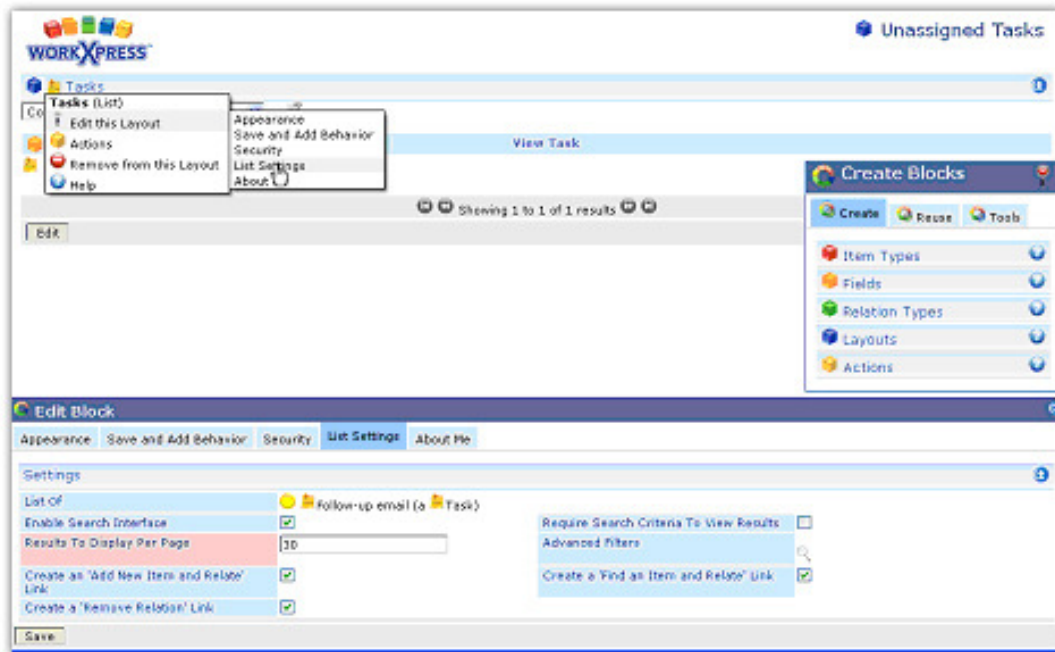 WORKXPRESS
Unassigned Tasks
Tasks
Tasks (List)
Co
Edit this Layout
Actions
Remove from this Layout
Help
Appearance
Save and Add Behavior
Security
List Settings
About
View Task
Showing 1 to 1 of 1 results
Edit
Create Blocks
Create Reuse Tools
Item Types
Fields
Relation Types
Layouts
Actions
Edit Block
Appearance Save and Add Behavior Security List Settings About Me
Settings
List Of Follow-up email (a Task)
Enable Search Interface Require Search Criteria To View Results
Results To Display Per Page 30 Advanced Filters
Create an 'Add New Item and Relate' Link Create a 'Find an Item and Relate' Link
Create a 'Remove Relation' Link
Save